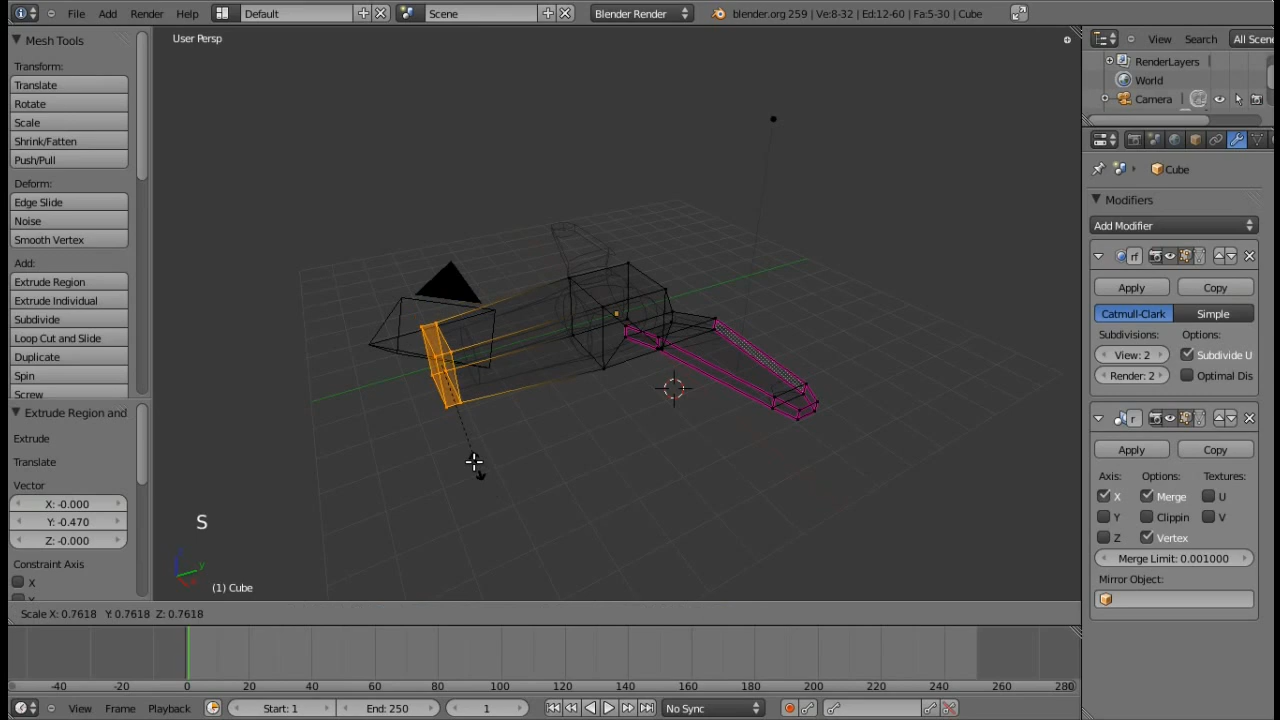 File Add Render Help Default Scene Blender Render blender.org 259 | Ve:8-32 | Ed:12-60 | Fa:5-30 | Cube
Mesh Tools
Transform:
Translate
Rotate
Scale
Shrink/Fatten
Push/Pull
Deform:
Edge Slide
Noise
Smooth Vertex
Add:
Extrude Region
Extrude Individual
Subdivide
Loop Cut and Slide
Duplicate
Spin
Screw
Extrude Region and
Extrude
Translate
Vector
X: -0.000
Y: -0.470
Z: -0.000
Constraint Axis
X
User Persp
S
y
(1) Cube
Scale X: 0.7618 Y: 0.7618 Z: 0.7618
View Search All Scene
RenderLayers
World
Camera
Cube
Modifiers
Add Modifier
rf
Apply Copy
Catmull-Clark Simple
Subdivisions: Options:
View: 2 Subdivide U
Render: 2 Optimal Dis
r
Apply Copy
Axis: Options: Textures:
X Merge U
Y Clippin V
Z Vertex
Merge Limit: 0.001000
Mirror Object:
-40 -20 0 20 40 60 80 100 120 140 160 180 200 220 240 260 280
View Frame Playback Start: 1 End: 250 1 No Sync